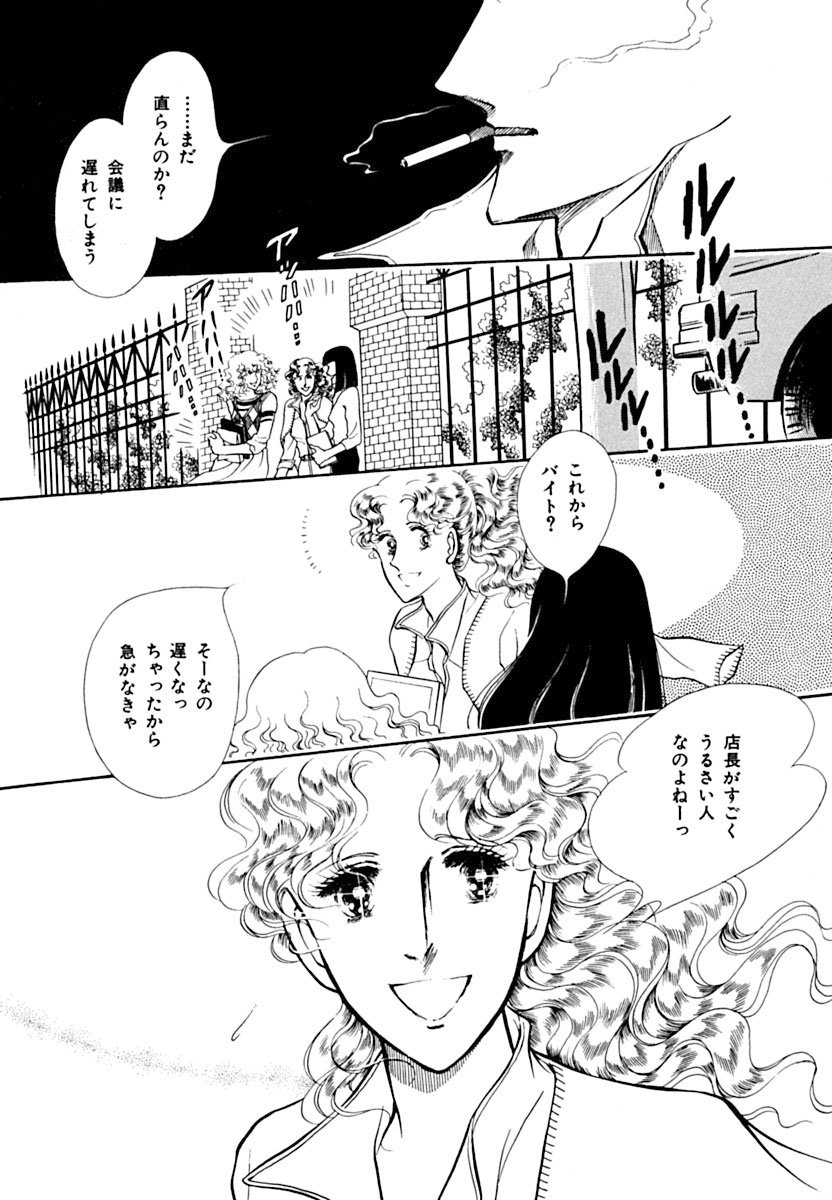 ……まだ
直らんのか？
会議に
遅れてしまう
ルルルル…
ルルルル…
アッ…
アハハ…
これから
バイト？
そーなの
遅くなっ
ちゃったから
急がなきゃ
店長がすごく
うるさい人
なのよねーっ